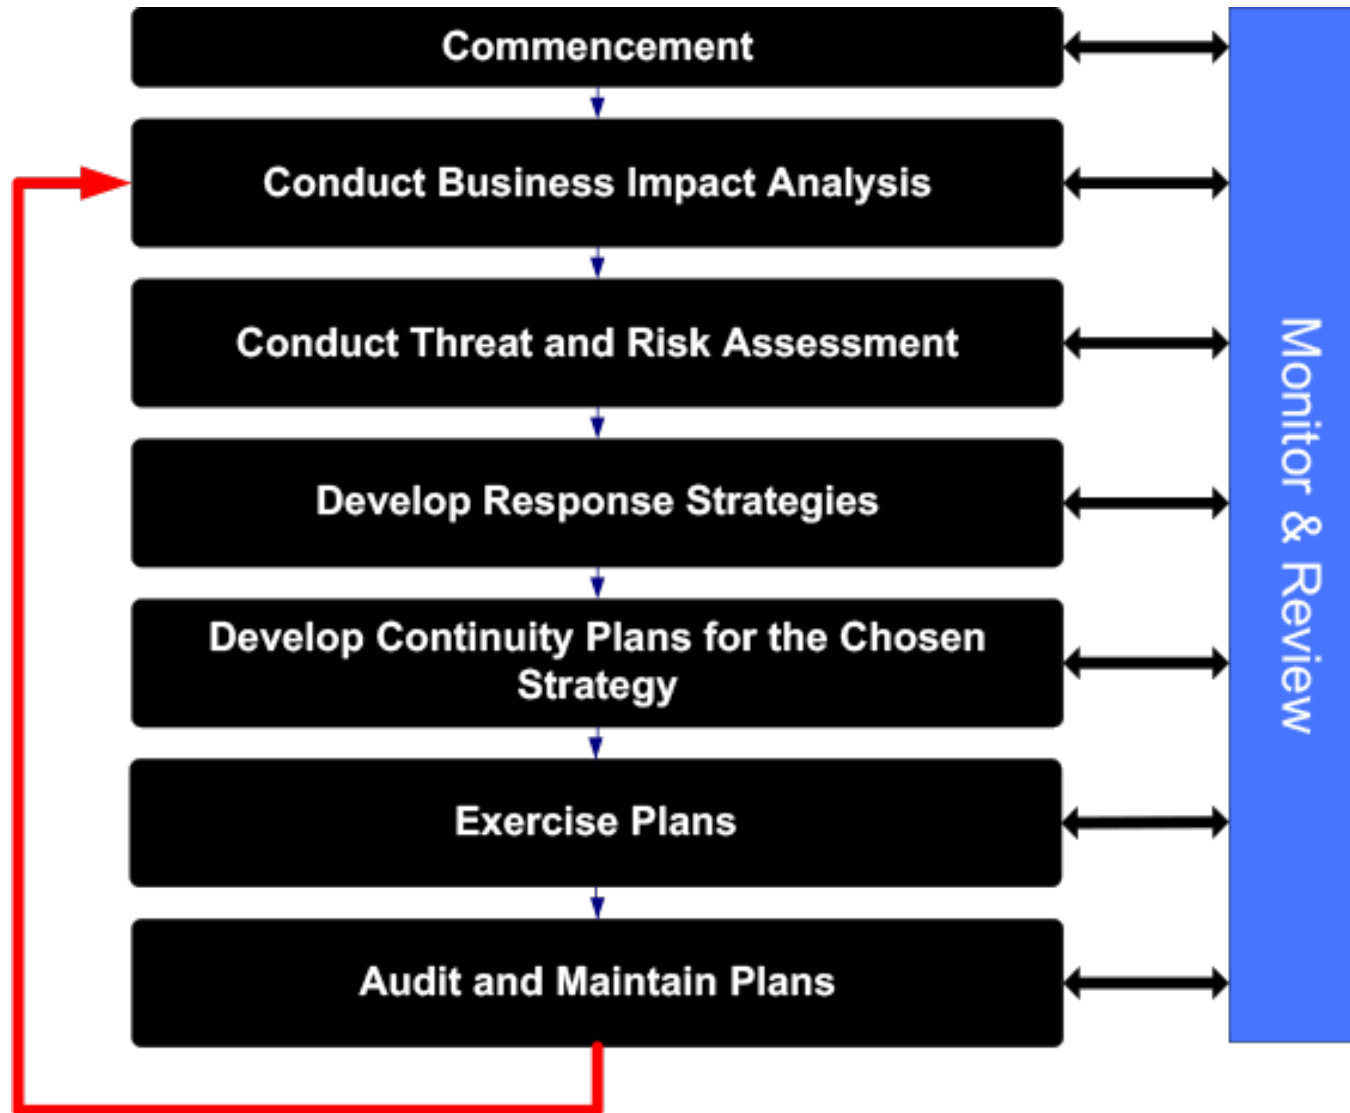 Commencement
Conduct Business Impact Analysis
Conduct Threat and Risk Assessment
Develop Response Strategies
Develop Continuity Plans for the Chosen
Strategy
Exercise Plans
Audit and Maintain Plans
Monitor & Review